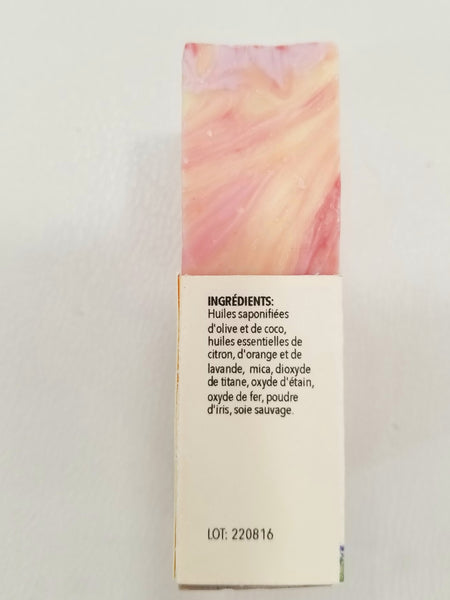 INGRÉDIENTS:
Huiles saponifiées
d'olive et de coco,
huiles essentielles de
citron, d'orange et de
lavande, mica, dioxyde
de titane, oxyde d'étain,
oxyde de fer, poudre
d'iris, soie sauvage.
LOT: 220816